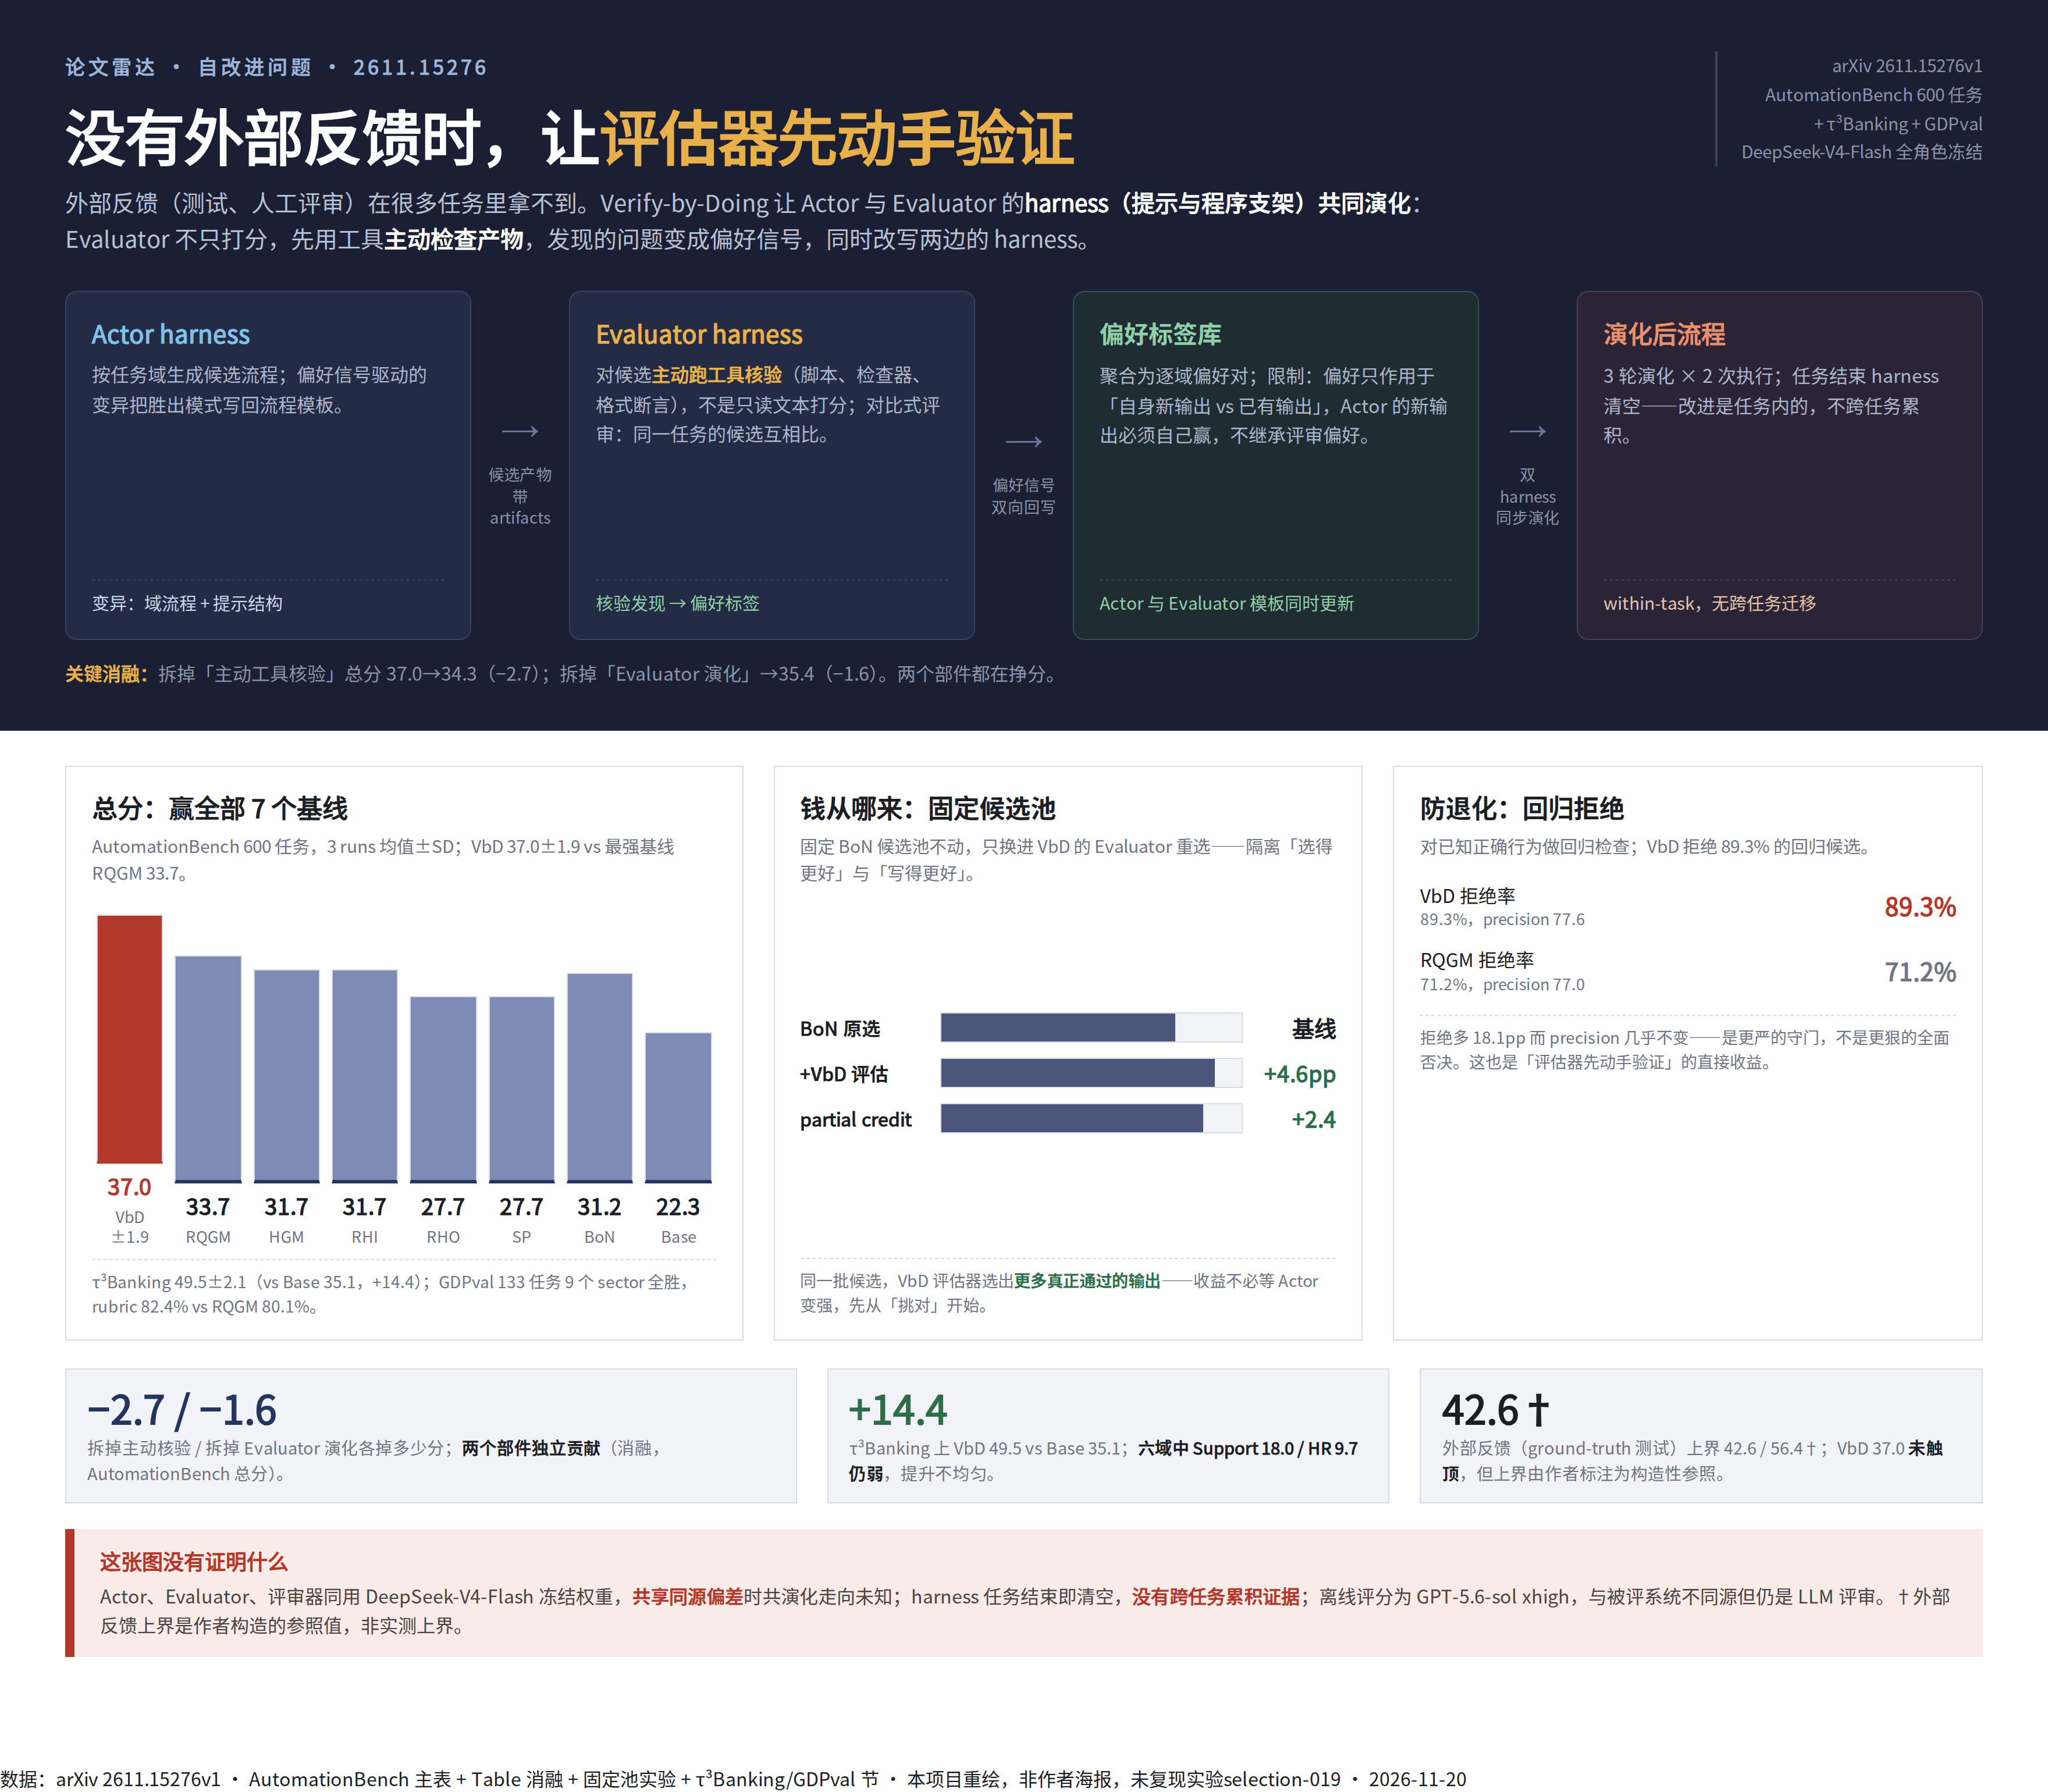 论文雷达 · 自改进问题 · 2611.15276
没有外部反馈时，让评估器先动手验证
外部反馈（测试、人工评审）在很多任务里拿不到。Verify-by-Doing 让 Actor 与 Evaluator 的harness（提示与程序支架）共同演化：
Evaluator 不只打分，先用工具主动检查产物，发现的问题变成偏好信号，同时改写两边的 harness。
arXiv 2611.15276v1
AutomationBench 600 任务
+ τ³Banking + GDPval
DeepSeek-V4-Flash 全角色冻结
Actor harness
按任务域生成候选流程；偏好信号驱动的
变异把胜出模式写回流程模板。
变异：域流程 + 提示结构
→
候选产物
带
artifacts
Evaluator harness
对候选主动跑工具核验（脚本、检查器、
格式断言），不是只读文本打分；对比式评
审：同一任务的候选互相比。
核验发现 → 偏好标签
→
偏好信号
双向回写
偏好标签库
聚合为逐域偏好对；限制：偏好只作用于
「自身新输出 vs 已有输出」，Actor 的新输
出必须自己赢，不继承评审偏好。
Actor 与 Evaluator 模板同时更新
→
双
harness
同步演化
演化后流程
3 轮演化 × 2 次执行；任务结束 harness
清空——改进是任务内的，不跨任务累
积。
within-task，无跨任务迁移
关键消融：拆掉「主动工具核验」总分 37.0→34.3（−2.7）；拆掉「Evaluator 演化」→35.4（−1.6）。两个部件都在挣分。
总分：赢全部 7 个基线
AutomationBench 600 任务，3 runs 均值±SD；VbD 37.0±1.9 vs 最强基线
RQGM 33.7。
37.0
VbD
±1.9
33.7
RQGM
31.7
HGM
31.7
RHI
27.7
RHO
27.7
SP
31.2
BoN
22.3
Base
τ³Banking 49.5±2.1（vs Base 35.1，+14.4）；GDPval 133 任务 9 个 sector 全胜，
rubric 82.4% vs RQGM 80.1%。
钱从哪来：固定候选池
固定 BoN 候选池不动，只换进 VbD 的 Evaluator 重选——隔离「选得
更好」与「写得更好」。
BoN 原选 基线
+VbD 评估 +4.6pp
partial credit +2.4
同一批候选，VbD 评估器选出更多真正通过的输出——收益不必等 Actor
变强，先从「挑对」开始。
防退化：回归拒绝
对已知正确行为做回归检查；VbD 拒绝 89.3% 的回归候选。
VbD 拒绝率
89.3%，precision 77.6
89.3%
RQGM 拒绝率
71.2%，precision 77.0
71.2%
拒绝多 18.1pp 而 precision 几乎不变——是更严的守门，不是更狠的全面
否决。这也是「评估器先动手验证」的直接收益。
−2.7 / −1.6
拆掉主动核验 / 拆掉 Evaluator 演化各掉多少分；两个部件独立贡献（消融，
AutomationBench 总分）。
+14.4
τ³Banking 上 VbD 49.5 vs Base 35.1；六域中 Support 18.0 / HR 9.7
仍弱，提升不均匀。
42.6 †
外部反馈（ground-truth 测试）上界 42.6 / 56.4 †；VbD 37.0 未触
顶，但上界由作者标注为构造性参照。
这张图没有证明什么
Actor、Evaluator、评审器同用 DeepSeek-V4-Flash 冻结权重，共享同源偏差时共演化走向未知；harness 任务结束即清空，没有跨任务累积证据；离线评分为 GPT-5.6-sol xhigh，与被评系统不同源但仍是 LLM 评审。 † 外部
反馈上界是作者构造的参照值，非实测上界。
数据：arXiv 2611.15276v1 · AutomationBench 主表 + Table 消融 + 固定池实验 + τ³Banking/GDPval 节 · 本项目重绘，非作者海报，未复现实验selection-019 · 2026-11-20